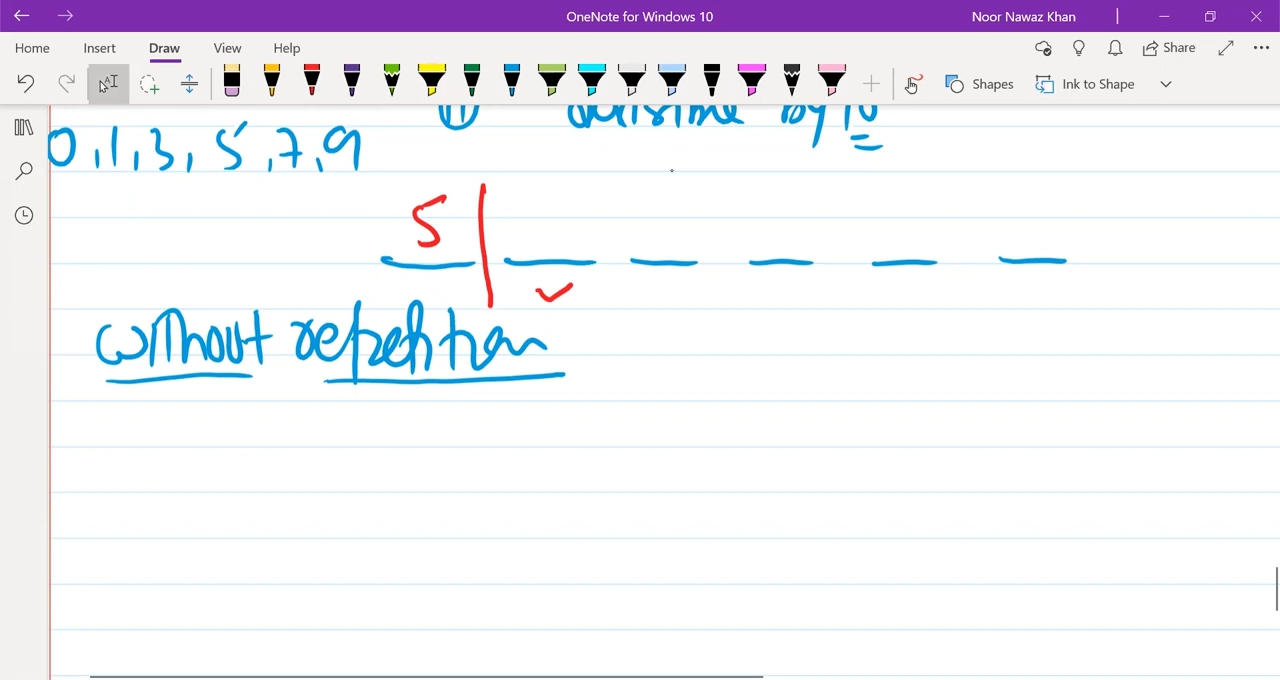 OneNote for Windows 10
Noor Nawaz Khan
Home Insert Draw View Help Share
Shapes Ink to Shape
(ii) divisible by 10
0, 1, 3, 5, 7, 9
5
without repetition